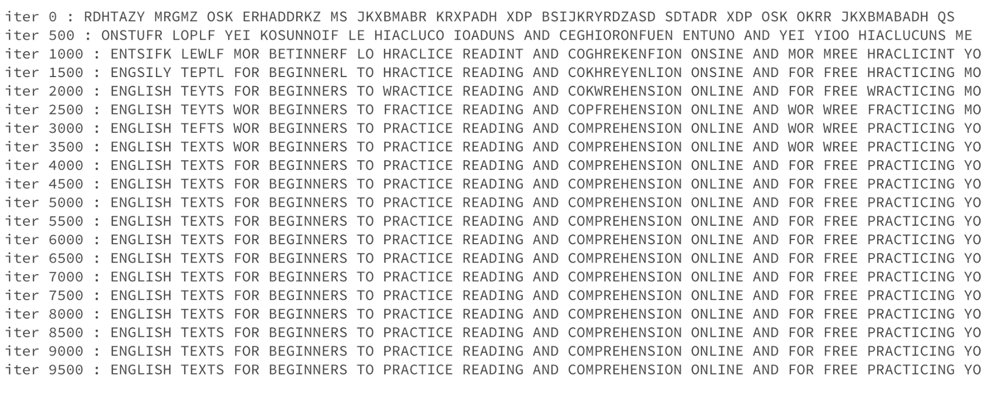 iter 0 : RDHTAZY MRGMZ OSK ERHADDRKZ MS JKXBMABR KRXPADH XDP BSIJKRYRDZASD SDTADR XDP OSK OKRR JKXBMABADH QS
iter 500 : ONSTUFR LOPLF YEI KOSUNNOIF LE HIACLUCO IOADUNS AND CEGHIORONFUEN ENTUNO AND YEI YIOO HIACLUCUNS ME
iter 1000 : ENTSIFK LEWLF MOR BETINNERF LO HRACLICE READINT AND COGHREKENFION ONSINE AND MOR MREE HRACLICINT YO
iter 1500 : ENGSILY TEPTL FOR BEGINNERL TO HRACTICE READING AND COKHREYENLION ONSINE AND FOR FREE HRACTICING MO
iter 2000 : ENGLISH TEYTS FOR BEGINNERS TO WRACTICE READING AND COKWREHENSION ONLINE AND FOR FREE WRACTICING MO
iter 2500 : ENGLISH TEYTS WOR BEGINNERS TO FRACTICE READING AND COPFREHENSION ONLINE AND WOR WREE FRACTICING MO
iter 3000 : ENGLISH TEFTS WOR BEGINNERS TO PRACTICE READING AND COMPREHENSION ONLINE AND WOR WREE PRACTICING YO
iter 3500 : ENGLISH TEXTS WOR BEGINNERS TO PRACTICE READING AND COMPREHENSION ONLINE AND WOR WREE PRACTICING YO
iter 4000 : ENGLISH TEXTS FOR BEGINNERS TO PRACTICE READING AND COMPREHENSION ONLINE AND FOR FREE PRACTICING YO
iter 4500 : ENGLISH TEXTS FOR BEGINNERS TO PRACTICE READING AND COMPREHENSION ONLINE AND FOR FREE PRACTICING YO
iter 5000 : ENGLISH TEXTS FOR BEGINNERS TO PRACTICE READING AND COMPREHENSION ONLINE AND FOR FREE PRACTICING YO
iter 5500 : ENGLISH TEXTS FOR BEGINNERS TO PRACTICE READING AND COMPREHENSION ONLINE AND FOR FREE PRACTICING YO
iter 6000 : ENGLISH TEXTS FOR BEGINNERS TO PRACTICE READING AND COMPREHENSION ONLINE AND FOR FREE PRACTICING YO
iter 6500 : ENGLISH TEXTS FOR BEGINNERS TO PRACTICE READING AND COMPREHENSION ONLINE AND FOR FREE PRACTICING YO
iter 7000 : ENGLISH TEXTS FOR BEGINNERS TO PRACTICE READING AND COMPREHENSION ONLINE AND FOR FREE PRACTICING YO
iter 7500 : ENGLISH TEXTS FOR BEGINNERS TO PRACTICE READING AND COMPREHENSION ONLINE AND FOR FREE PRACTICING YO
iter 8000 : ENGLISH TEXTS FOR BEGINNERS TO PRACTICE READING AND COMPREHENSION ONLINE AND FOR FREE PRACTICING YO
iter 8500 : ENGLISH TEXTS FOR BEGINNERS TO PRACTICE READING AND COMPREHENSION ONLINE AND FOR FREE PRACTICING YO
iter 9000 : ENGLISH TEXTS FOR BEGINNERS TO PRACTICE READING AND COMPREHENSION ONLINE AND FOR FREE PRACTICING YO
iter 9500 : ENGLISH TEXTS FOR BEGINNERS TO PRACTICE READING AND COMPREHENSION ONLINE AND FOR FREE PRACTICING YO